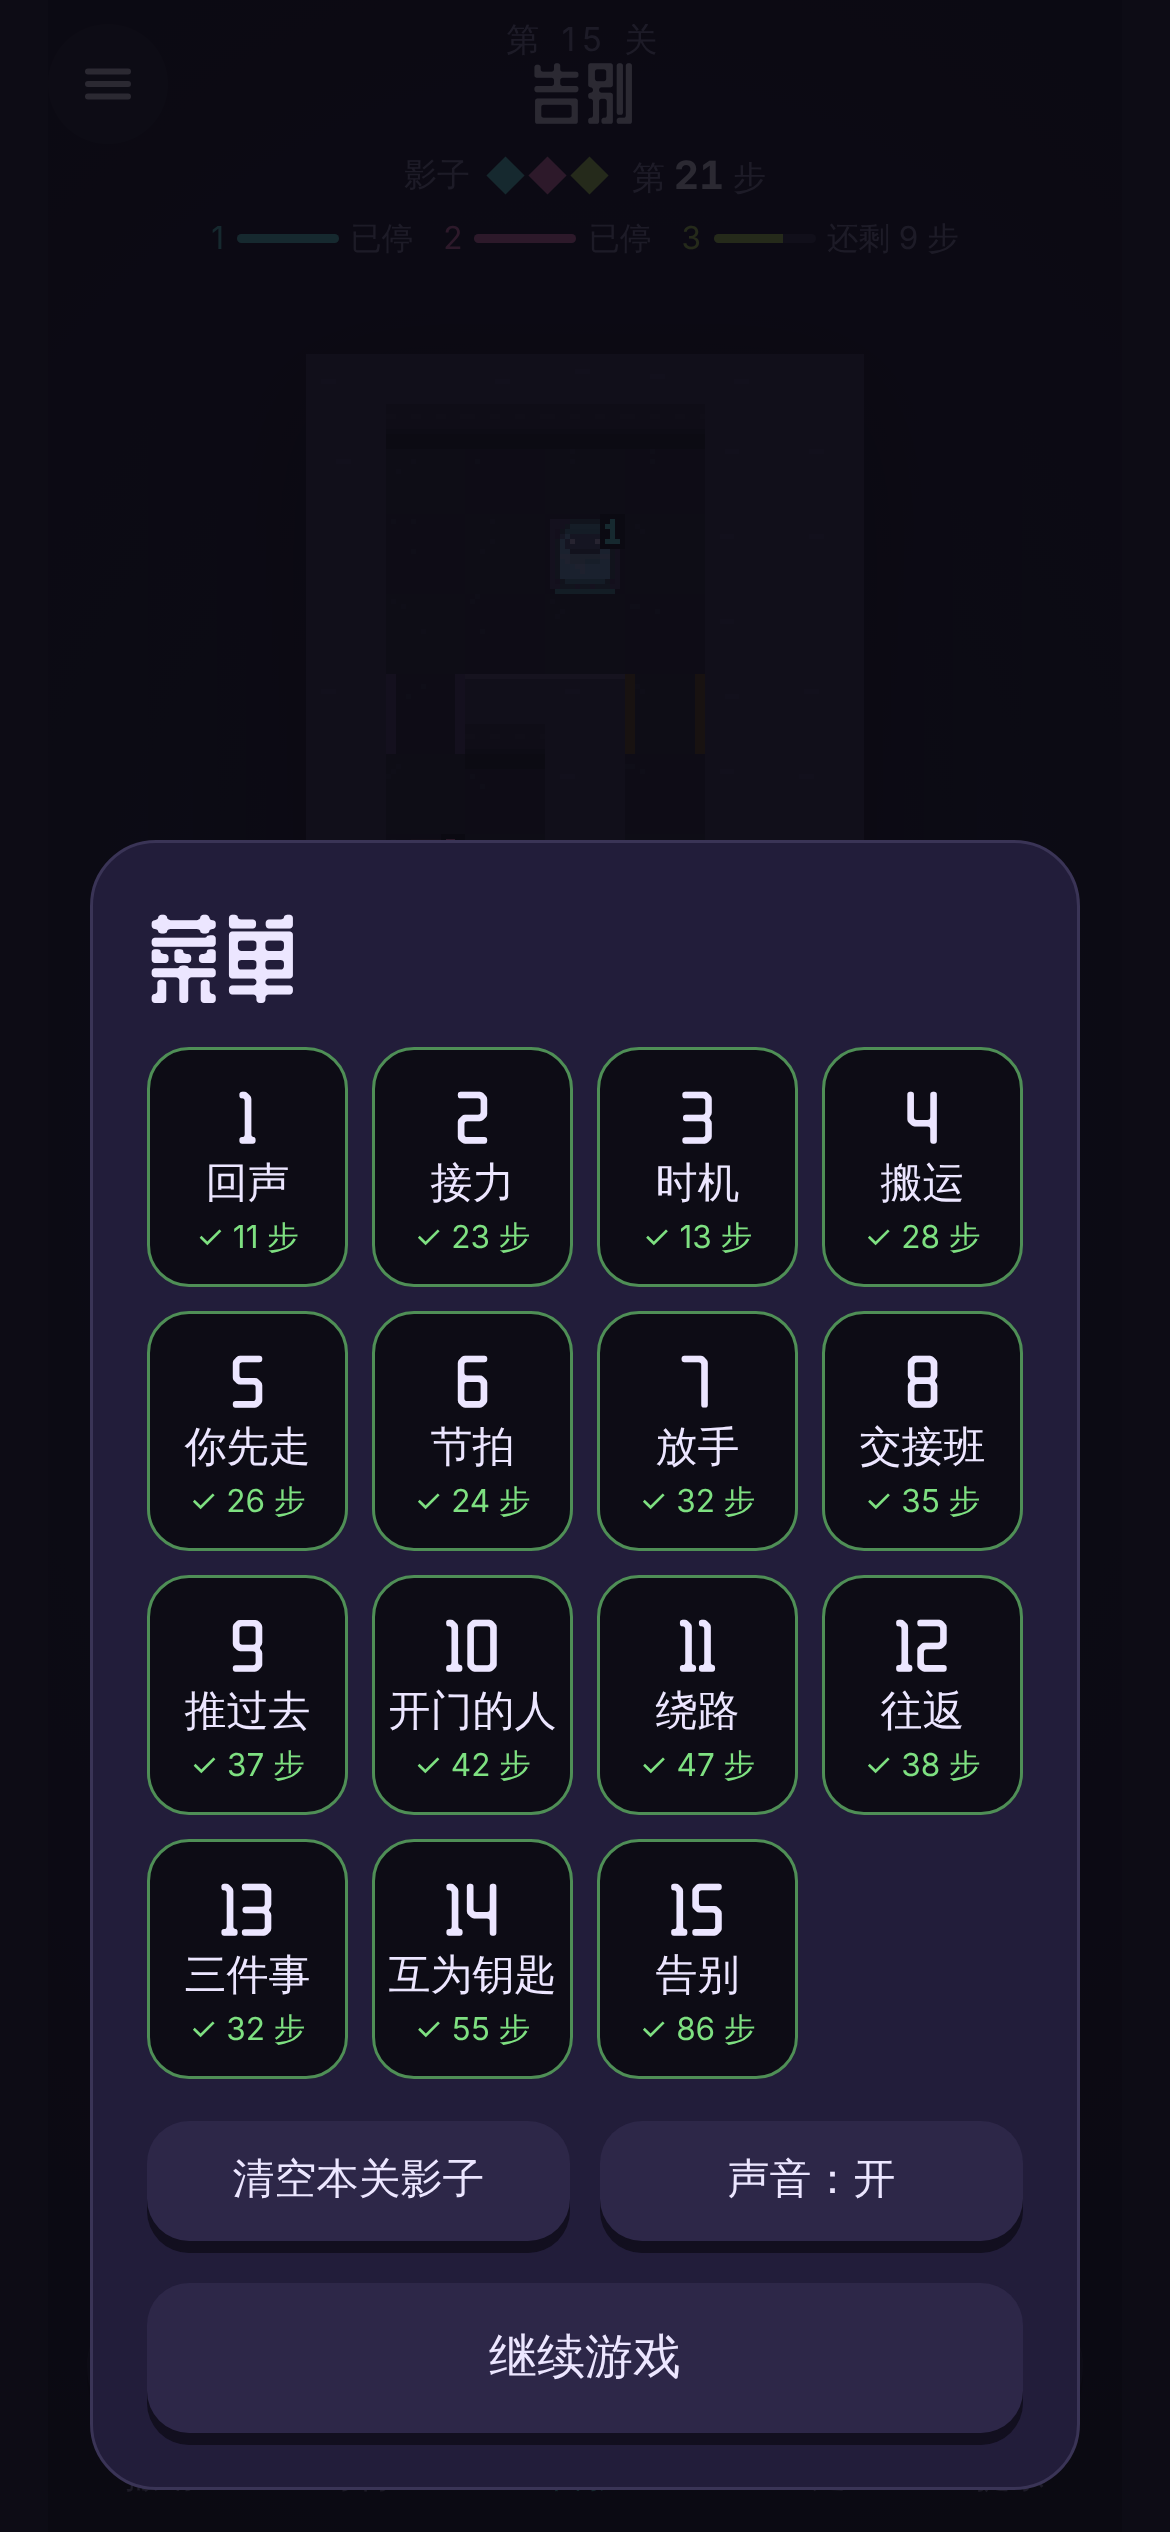 第 15 关
告别
影子 第 21 步
1 已停 2 已停 3 还剩 9 步
1
菜单
1 2 3 4
回声 接力 时机 搬运
✓ 11 步 ✓ 23 步 ✓ 13 步 ✓ 28 步
5 6 7 8
你先走 节拍 放手 交接班
✓ 26 步 ✓ 24 步 ✓ 32 步 ✓ 35 步
9 10 11 12
推过去 开门的人 绕路 往返
✓ 37 步 ✓ 42 步 ✓ 47 步 ✓ 38 步
13 14 15
三件事 互为钥匙 告别
✓ 32 步 ✓ 55 步 ✓ 86 步
清空本关影子 声音：开
继续游戏